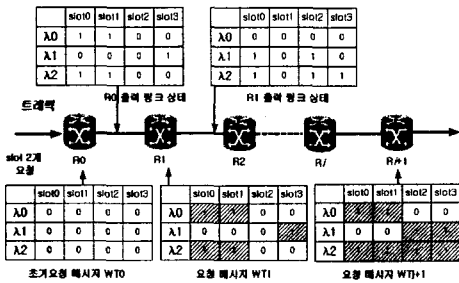 slot0 slot1 slot2 slot3
λ0 1 1 0 0
λ1 0 0 0 1
λ2 1 1 0 0
R0 출력 링크 상태
slot0 slot1 slot2 slot3
λ0 0 0 0 0
λ1 1 0 0 1
λ2 1 0 1 1
R1 출력 링크 상태
트래픽
slot 2개
요청
R0
R1
R2
Ri
Ri+1
slot0 slot1 slot2 slot3
λ0 0 0 0 0
λ1 0 0 0 0
λ2 0 0 0 0
초기요청 메시지 WT0
slot0 slot1 slot2 slot3
λ0 1 1 0 0
λ1 0 0 0
λ2 1 1 0 0
요청 메시지 WT1
slot0 slot1 slot2 slot3
λ0 0 0
λ1 0 0
λ2
요청 메시지 WTj+1